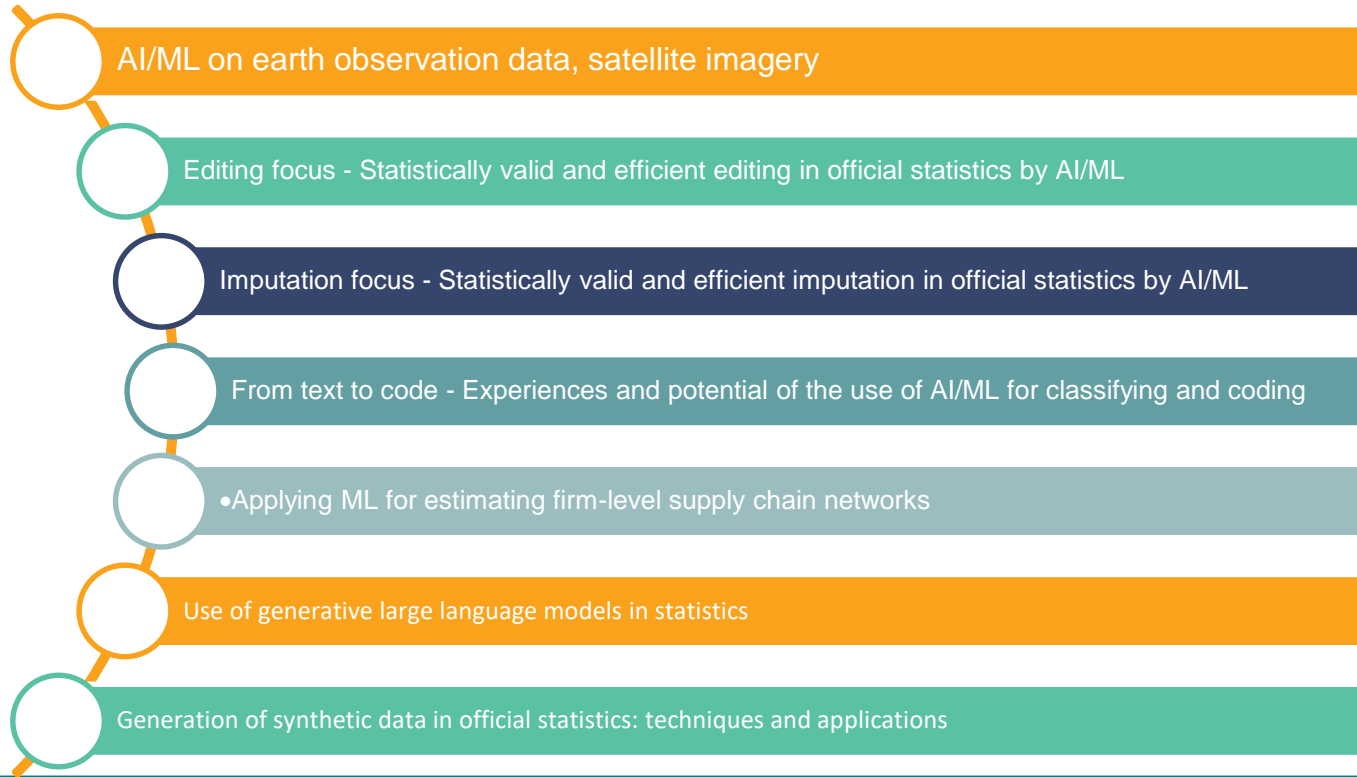 AI/ML on earth observation data, satellite imagery
Editing focus - Statistically valid and efficient editing in official statistics by AI/ML
Imputation focus - Statistically valid and efficient imputation in official statistics by AI/ML
From text to code - Experiences and potential of the use of AI/ML for classifying and coding
•Applying ML for estimating firm-level supply chain networks
Use of generative large language models in statistics
Generation of synthetic data in official statistics: techniques and applications